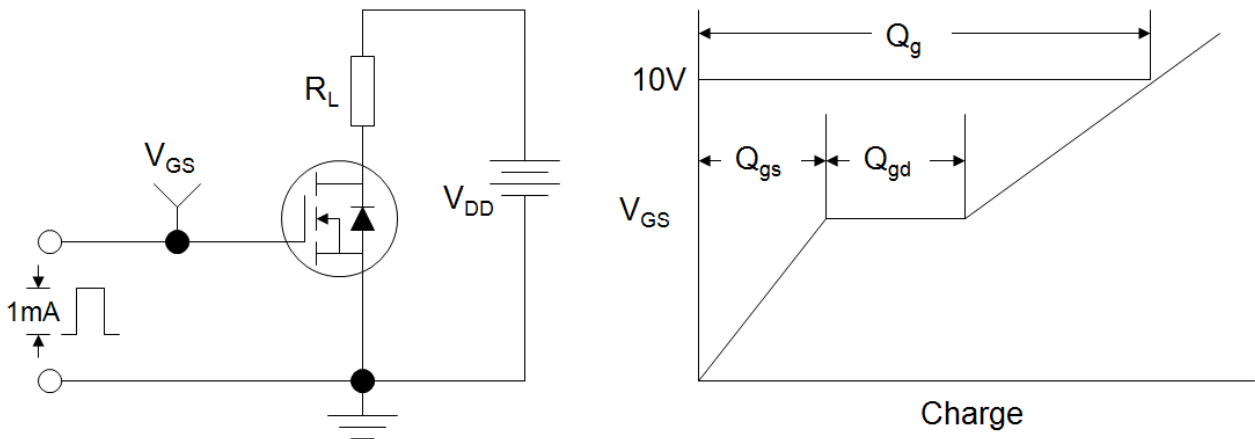 R_L
V_GS
V_DD
1mA
Q_g
10V
Q_gs
Q_gd
V_GS
Charge